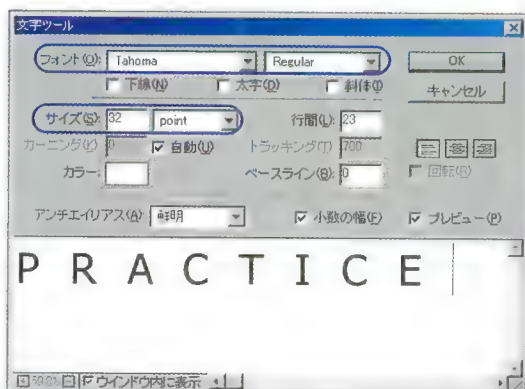 文字ツール
フォント(O): Tahoma Regular OK
下線(N) 太字(D) 斜体(I)
キャンセル
サイズ(S): 32 point 行間(L): 23
カーニング(K) 0 自動(U) トラッキング(T) 700
カラー: ベースライン(B): 0 回転(R)
アンチエイリアス(A): 鮮明 小数の幅(F) プレビュー(P)
PRACTICE
ウインドウ内に表示